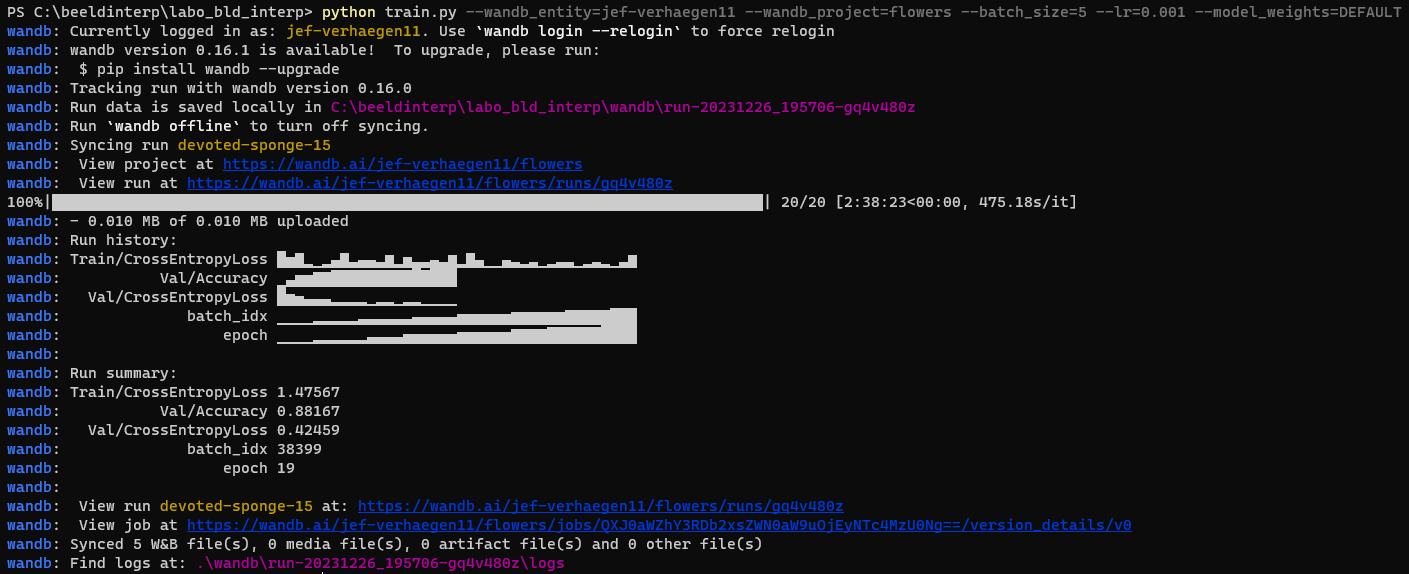 PS C:\beeldinterp\labo_bld_interp> python train.py --wandb_entity=jef-verhaegen11 --wandb_project=flowers --batch_size=5 --lr=0.001 --model_weights=DEFAULT
wandb: Currently logged in as: jef-verhaegen11. Use `wandb login --relogin` to force relogin
wandb: wandb version 0.16.1 is available!  To upgrade, please run:
wandb:  $ pip install wandb --upgrade
wandb: Tracking run with wandb version 0.16.0
wandb: Run data is saved locally in C:\beeldinterp\labo_bld_interp\wandb\run-20231226_195706-gq4v480z
wandb: Run `wandb offline` to turn off syncing.
wandb: Syncing run devoted-sponge-15
wandb:  View project at https://wandb.ai/jef-verhaegen11/flowers
wandb:  View run at https://wandb.ai/jef-verhaegen11/flowers/runs/gq4v480z
100%| | 20/20 [2:38:23<00:00, 475.18s/it]
wandb: - 0.010 MB of 0.010 MB uploaded
wandb: Run history:
wandb: Train/CrossEntropyLoss
wandb: Val/Accuracy
wandb: Val/CrossEntropyLoss
wandb: batch_idx
wandb: epoch
wandb:
wandb: Run summary:
wandb: Train/CrossEntropyLoss 1.47567
wandb: Val/Accuracy 0.88167
wandb: Val/CrossEntropyLoss 0.42459
wandb: batch_idx 38399
wandb: epoch 19
wandb:
wandb:  View run devoted-sponge-15 at: https://wandb.ai/jef-verhaegen11/flowers/runs/gq4v480z
wandb:  View job at https://wandb.ai/jef-verhaegen11/flowers/jobs/QXJ0aWZhY3RDb2xsZWN0aW9uOjEyNTc4MzU0Ng==/version_details/v0
wandb: Synced 5 W&B file(s), 0 media file(s), 0 artifact file(s) and 0 other file(s)
wandb: Find logs at: .\wandb\run-20231226_195706-gq4v480z\logs